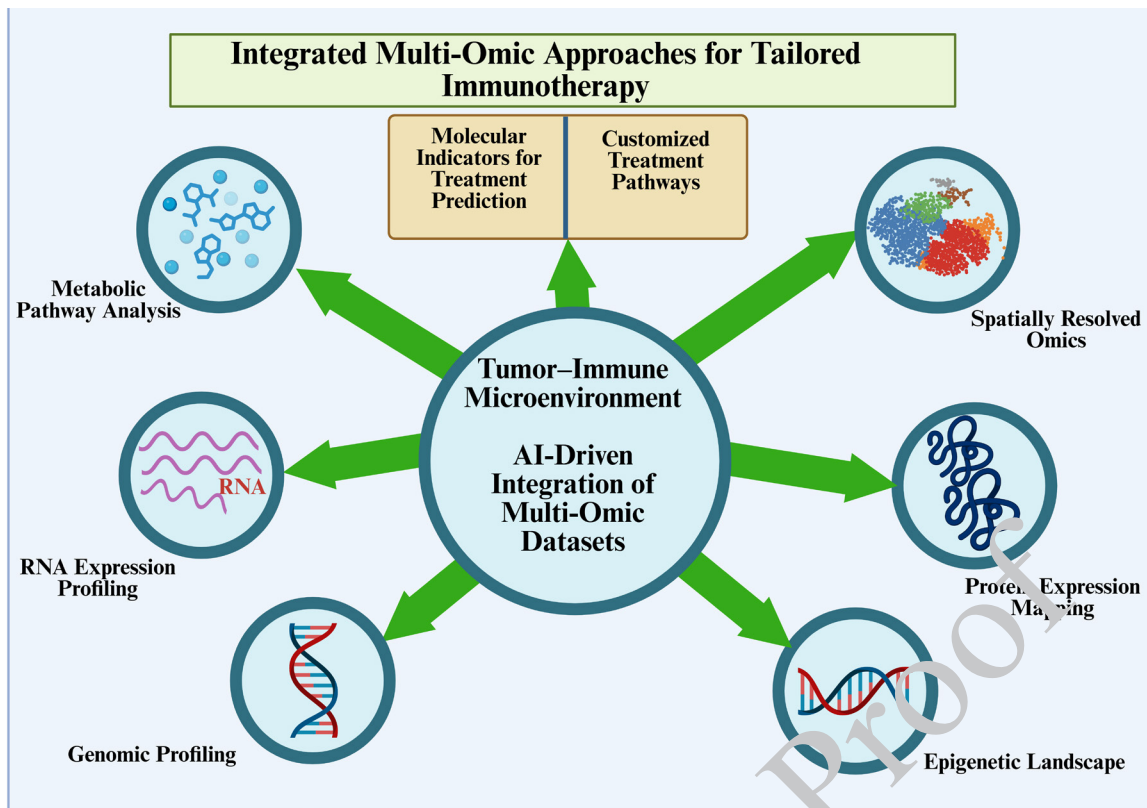 Integrated Multi-Omic Approaches for Tailored
Immunotherapy
Molecular
Indicators for
Treatment
Prediction
Customized
Treatment
Pathways
Metabolic
Pathway Analysis
Spatially Resolved
Omics
Tumor–Immune
Microenvironment
AI-Driven
Integration of
Multi-Omic
Datasets
RNA
RNA Expression
Profiling
Protein Expression
Mapping
Genomic Profiling
Epigenetic Landscape
Proof